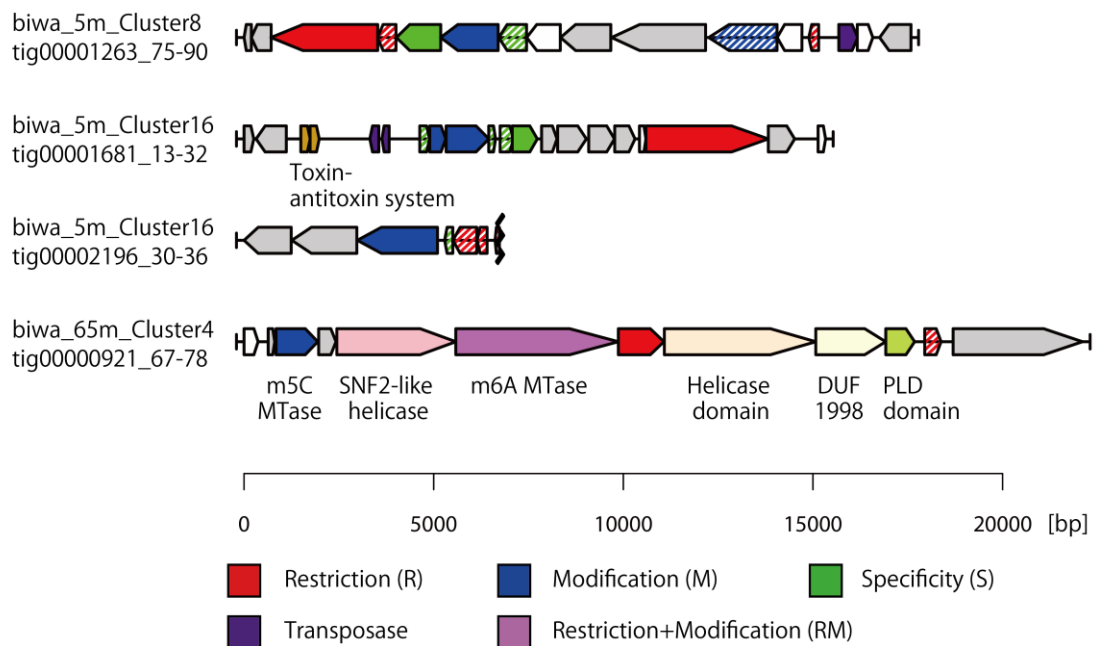 biwa_5m_Cluster8
tig00001263_75-90
biwa_5m_Cluster16
tig00001681_13-32
Toxin-
antitoxin system
biwa_5m_Cluster16
tig00002196_30-36
biwa_65m_Cluster4
tig00000921_67-78
m5C
MTase
SNF2-like
helicase
m6A MTase
Helicase
domain
DUF
1998
PLD
domain
0 5000 10000 15000 20000 [bp]
Restriction (R) Modification (M) Specificity (S)
Transposase Restriction+Modification (RM)